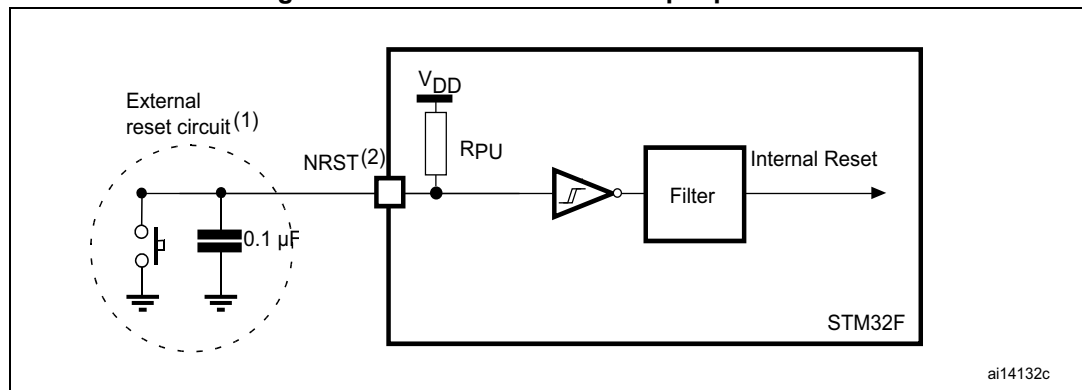 VDD
External
reset circuit(1)
NRST(2)
RPU
Internal Reset
Filter
0.1 µF
STM32F
ai14132c